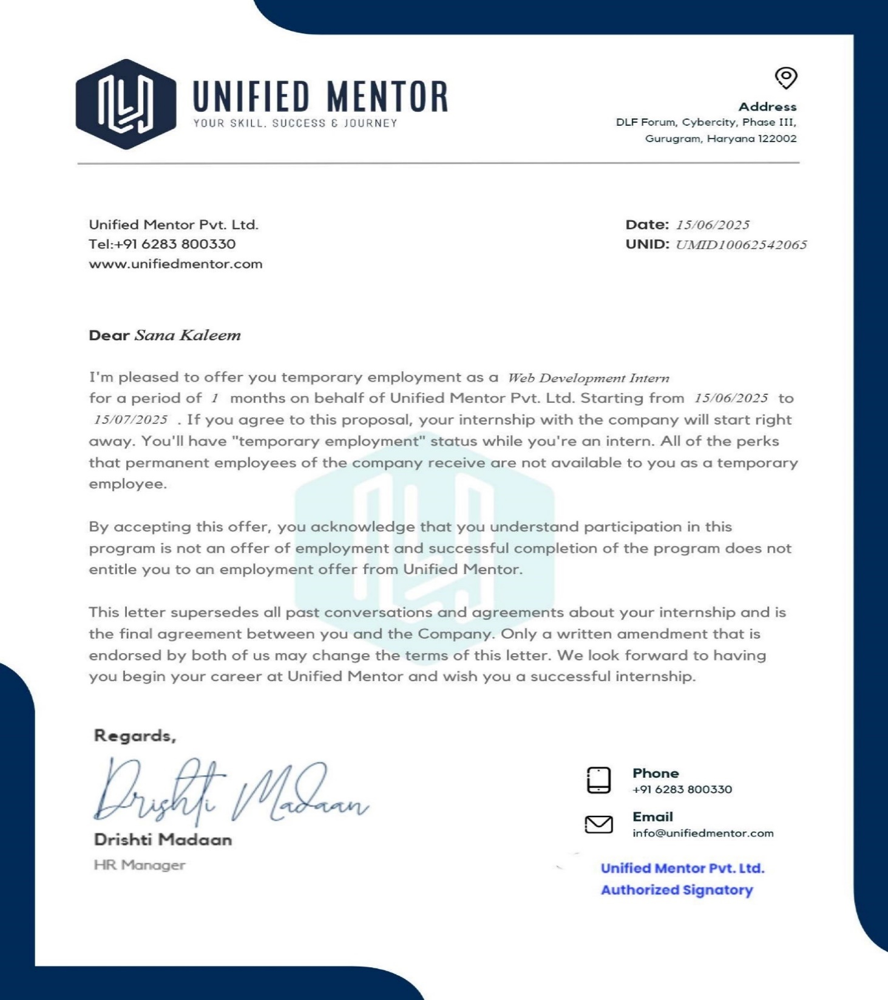 UNIFIED MENTOR
YOUR SKILL. SUCCESS & JOURNEY
Address
DLF Forum, Cybercity, Phase III,
Gurugram, Haryana 122002
Unified Mentor Pvt. Ltd.
Tel:+91 6283 800330
www.unifiedmentor.com
Date: 15/06/2025
UNID: UMID10062542065
Dear Sana Kaleem
I'm pleased to offer you temporary employment as a Web Development Intern
for a period of 1 months on behalf of Unified Mentor Pvt. Ltd. Starting from 15/06/2025 to
15/07/2025 . If you agree to this proposal, your internship with the company will start right
away. You'll have "temporary employment" status while you're an intern. All of the perks
that permanent employees of the company receive are not available to you as a temporary
employee.
By accepting this offer, you acknowledge that you understand participation in this
program is not an offer of employment and successful completion of the program does not
entitle you to an employment offer from Unified Mentor.
This letter supersedes all past conversations and agreements about your internship and is
the final agreement between you and the Company. Only a written amendment that is
endorsed by both of us may change the terms of this letter. We look forward to having
you begin your career at Unified Mentor and wish you a successful internship.
Regards,
Drishti Madaan
Drishti Madaan
HR Manager
Phone
+91 6283 800330
Email
info@unifiedmentor.com
Unified Mentor Pvt. Ltd.
Authorized Signatory